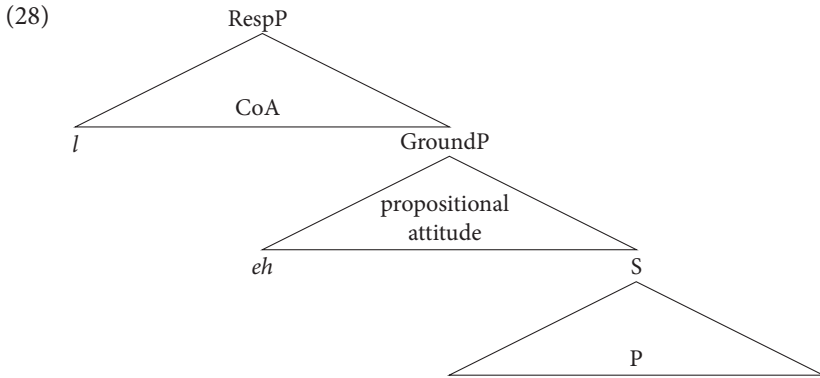 (28)
RespP
CoA
l
GroundP
propositional
attitude
eh
S
P